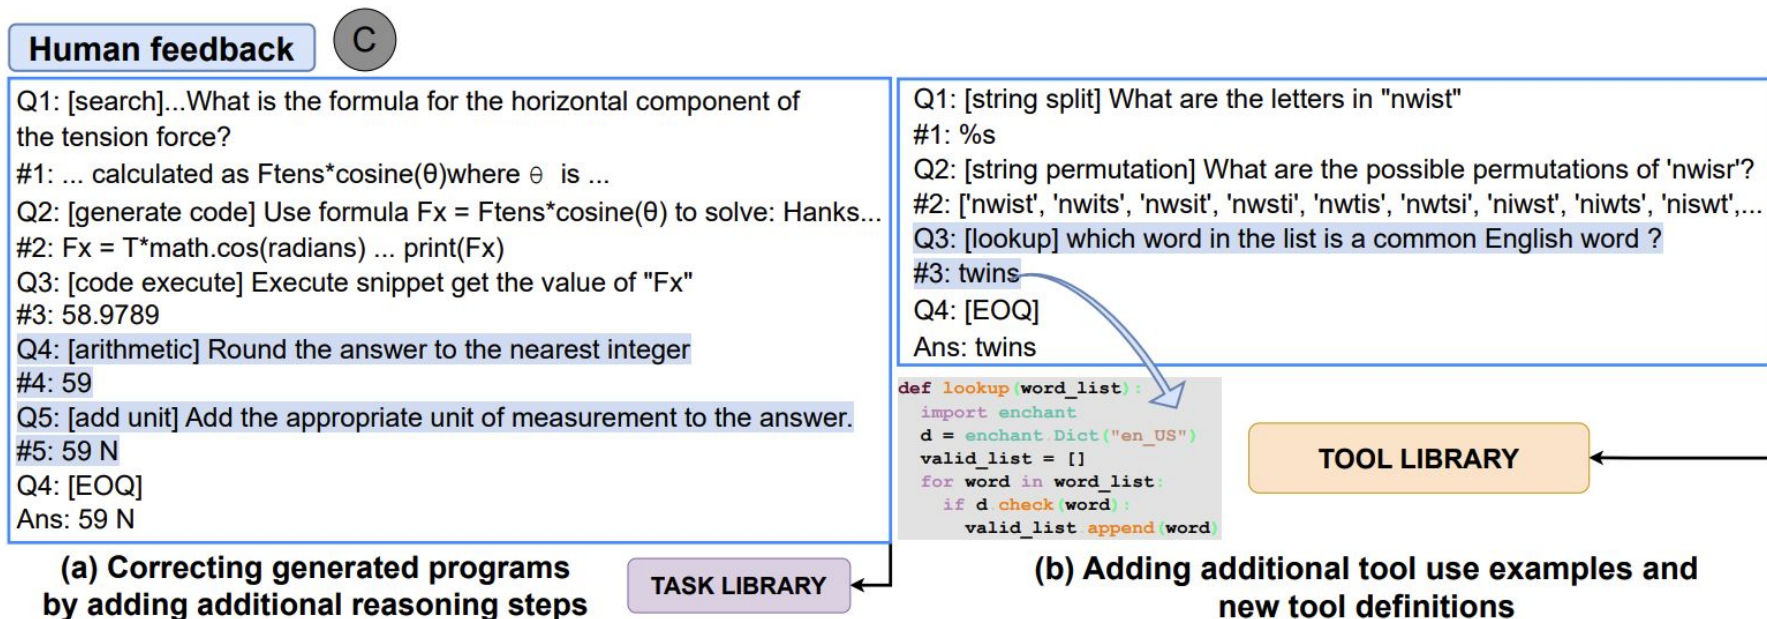 Human feedback
C
Q1: [search]...What is the formula for the horizontal component of
the tension force?
#1: ... calculated as Ftens*cosine(θ)where θ is ...
Q2: [generate code] Use formula Fx = Ftens*cosine(θ) to solve: Hanks...
#2: Fx = T*math.cos(radians) ... print(Fx)
Q3: [code execute] Execute snippet get the value of "Fx"
#3: 58.9789
Q4: [arithmetic] Round the answer to the nearest integer
#4: 59
Q5: [add unit] Add the appropriate unit of measurement to the answer.
#5: 59 N
Q4: [EOQ]
Ans: 59 N
(a) Correcting generated programs
by adding additional reasoning steps
TASK LIBRARY
Q1: [string split] What are the letters in "nwist"
#1: %s
Q2: [string permutation] What are the possible permutations of 'nwisr'?
#2: ['nwist', 'nwits', 'nwsit', 'nwsti', 'nwtis', 'nwtsi', 'niwst', 'niwts', 'niswt',...
Q3: [lookup] which word in the list is a common English word ?
#3: twins
Q4: [EOQ]
Ans: twins
def lookup(word_list):
import enchant
d = enchant.Dict("en_US")
valid_list = []
for word in word_list:
if d.check(word):
valid_list.append(word)
TOOL LIBRARY
(b) Adding additional tool use examples and
new tool definitions